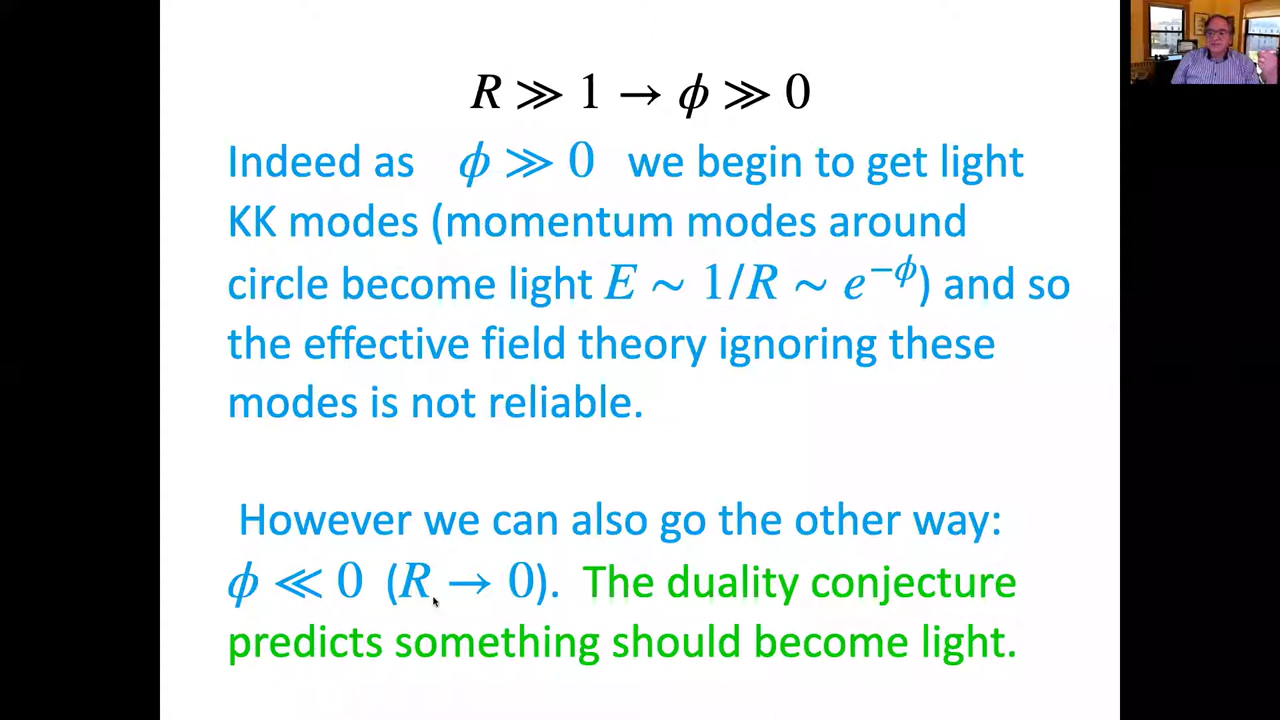 R ≫ 1 → ϕ ≫ 0
Indeed as ϕ ≫ 0 we begin to get light
KK modes (momentum modes around
circle become light E ∼ 1/R ∼ e^{−ϕ}) and so
the effective field theory ignoring these
modes is not reliable.
However we can also go the other way:
ϕ ≪ 0 (R → 0). The duality conjecture
predicts something should become light.